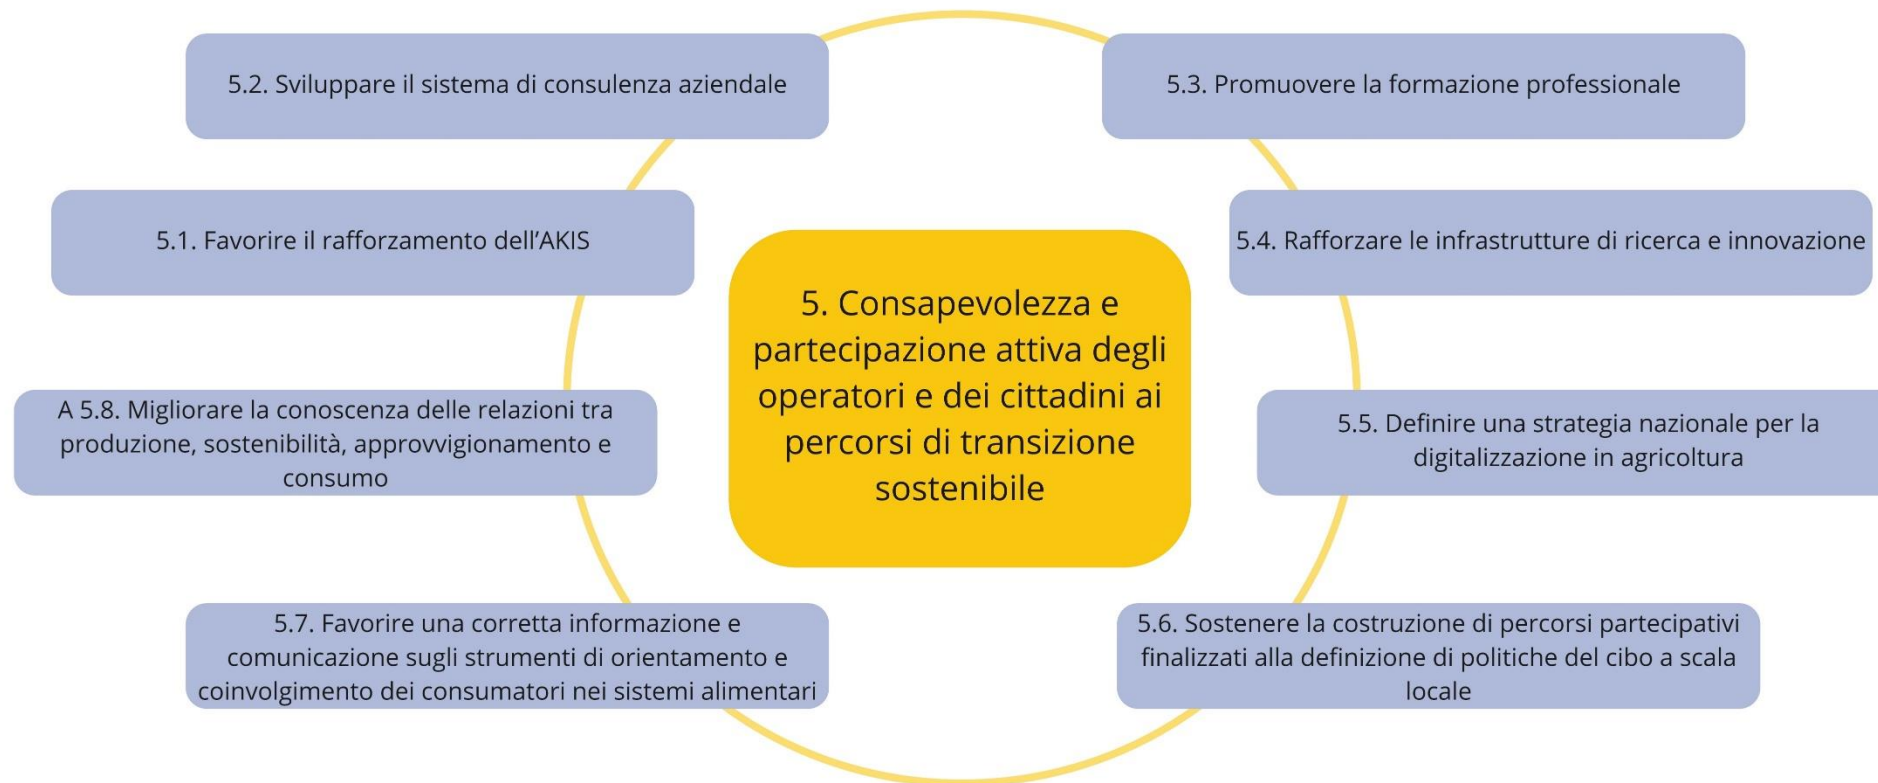 5.2. Sviluppare il sistema di consulenza aziendale
5.3. Promuovere la formazione professionale
5.1. Favorire il rafforzamento dell’AKIS
5.4. Rafforzare le infrastrutture di ricerca e innovazione
5. Consapevolezza e
partecipazione attiva degli
operatori e dei cittadini ai
percorsi di transizione
sostenibile
A 5.8. Migliorare la conoscenza delle relazioni tra
produzione, sostenibilità, approvvigionamento e
consumo
5.5. Definire una strategia nazionale per la
digitalizzazione in agricoltura
5.7. Favorire una corretta informazione e
comunicazione sugli strumenti di orientamento e
coinvolgimento dei consumatori nei sistemi alimentari
5.6. Sostenere la costruzione di percorsi partecipativi
finalizzati alla definizione di politiche del cibo a scala
locale